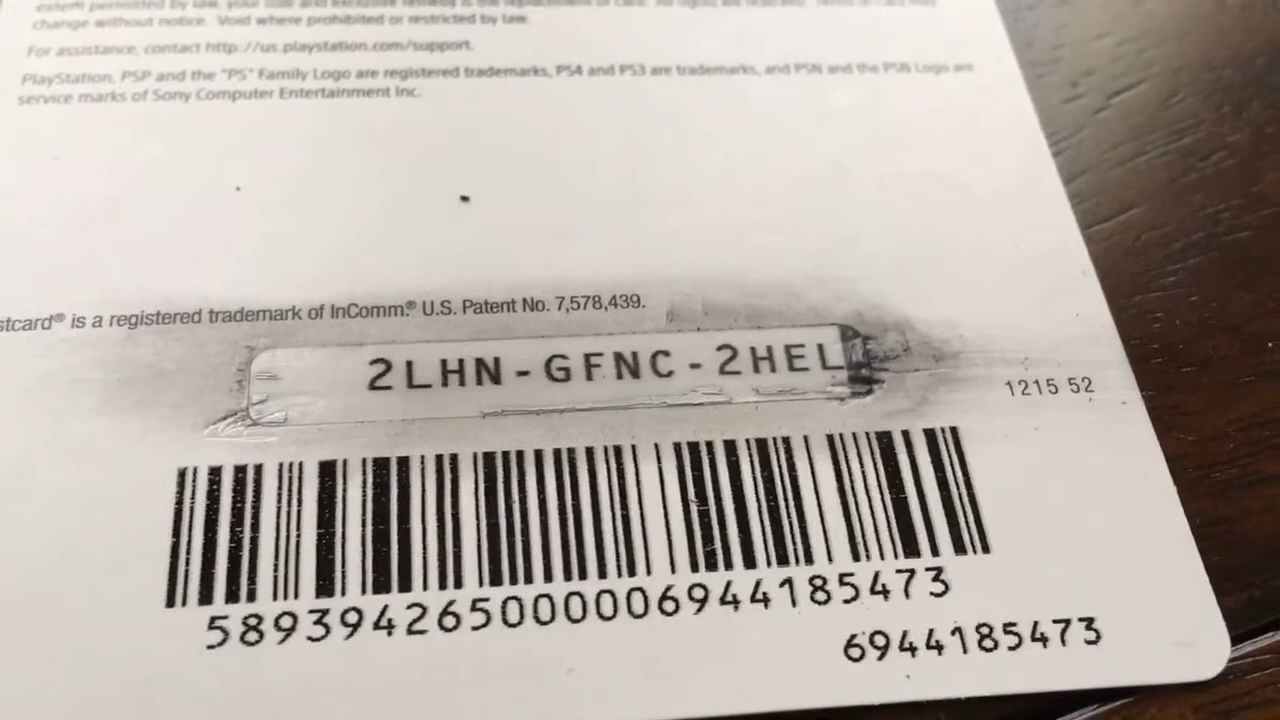 change without notice. Void where prohibited or restricted by law.
For assistance, contact http://us.playstation.com/support.
PlayStation, PSP and the "PS" Family Logo are registered trademarks, PS4 and PS3 are trademarks, and PSN and the PSN Logo are
service marks of Sony Computer Entertainment Inc.
stcard® is a registered trademark of InComm.® U.S. Patent No. 7,578,439.
2LHN-GFNC-2HEL
1215 52
589394265000006944185473
6944185473